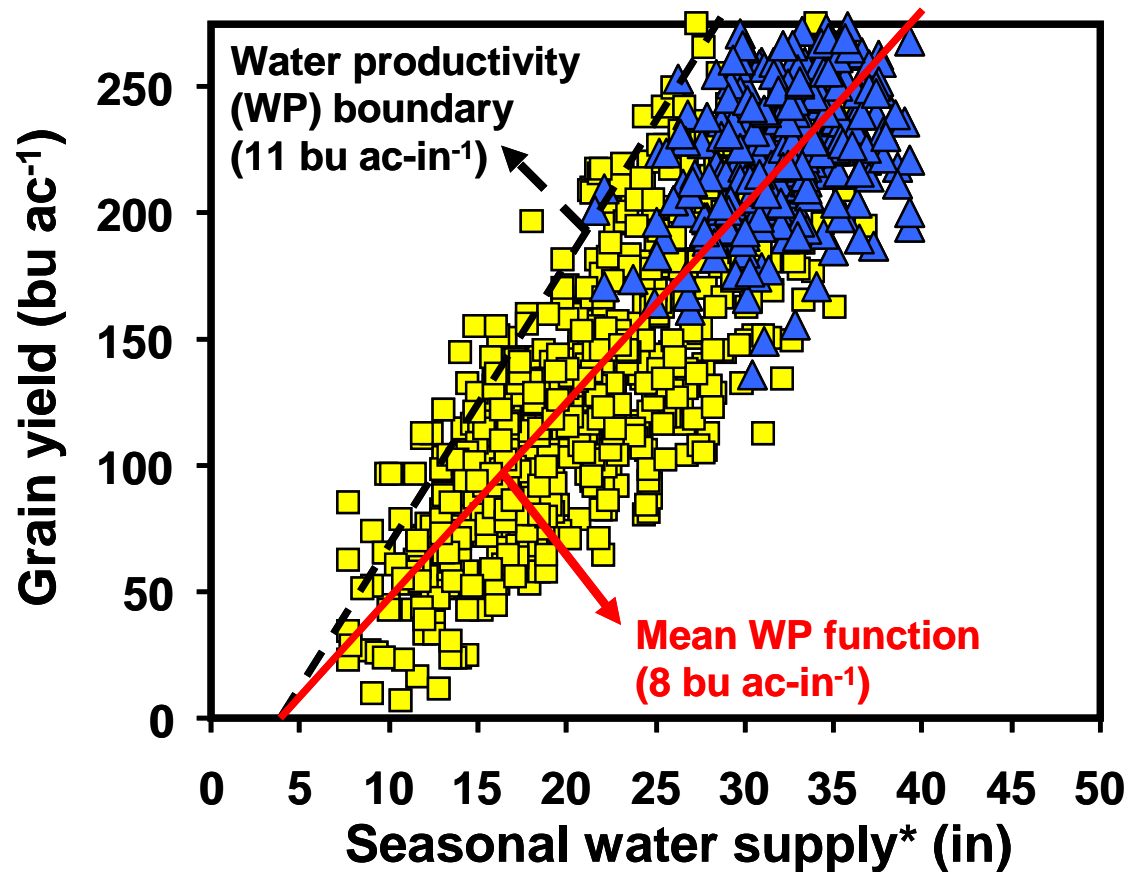 Water productivity
(WP) boundary
(11 bu ac-in-1)
Grain yield (bu ac-1)
250
200
150
100
50
0
Mean WP function
(8 bu ac-in-1)
0 5 10 15 20 25 30 35 40 45 50
Seasonal water supply* (in)